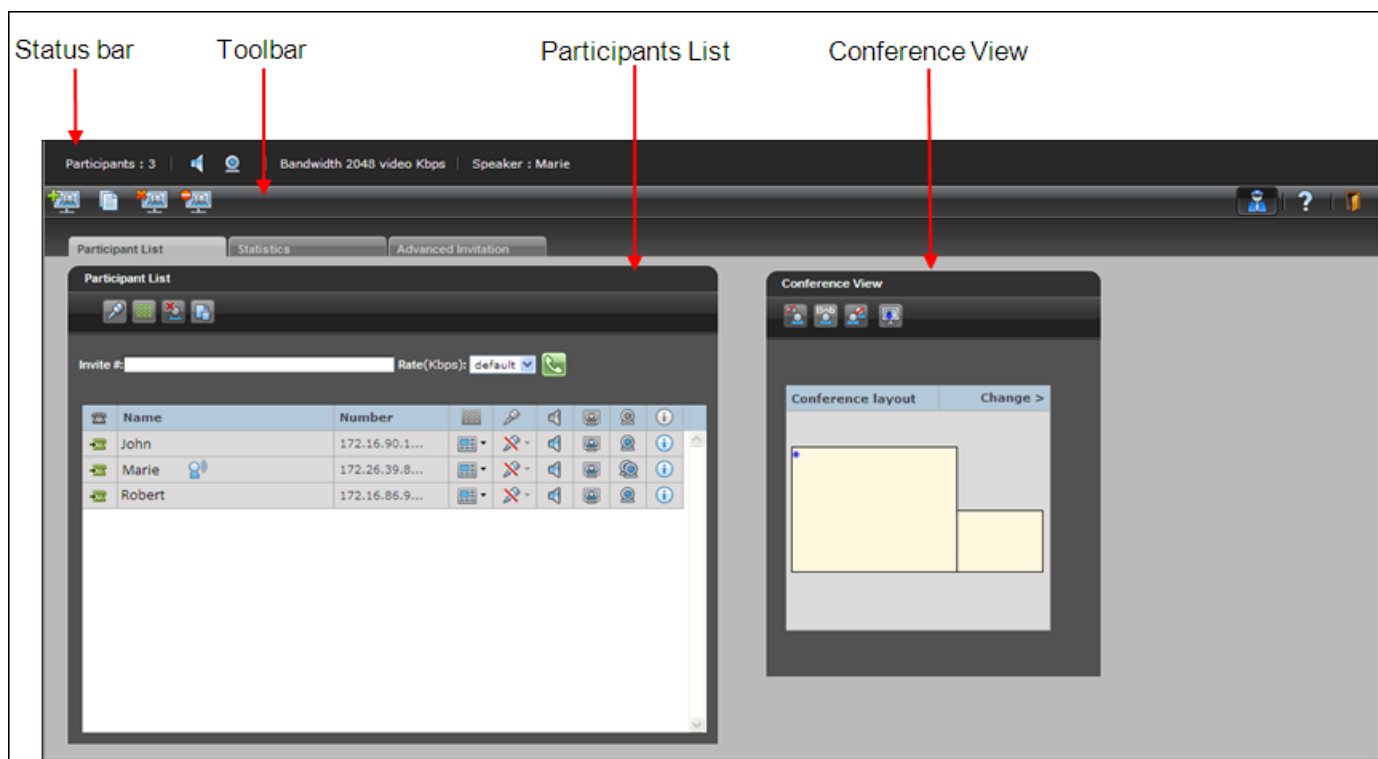 Status bar
Toolbar
Participants List
Conference View
Participants : 3 | Bandwidth 2048 video Kbps | Speaker : Marie
?
Participant List
Statistics
Advanced Invitation
Participant List
Invite #:
Rate(Kbps): default
Name Number
John 172.16.90.1...
Marie 172.26.39.8...
Robert 172.16.86.9...
Conference View
Bob
Conference layout Change >